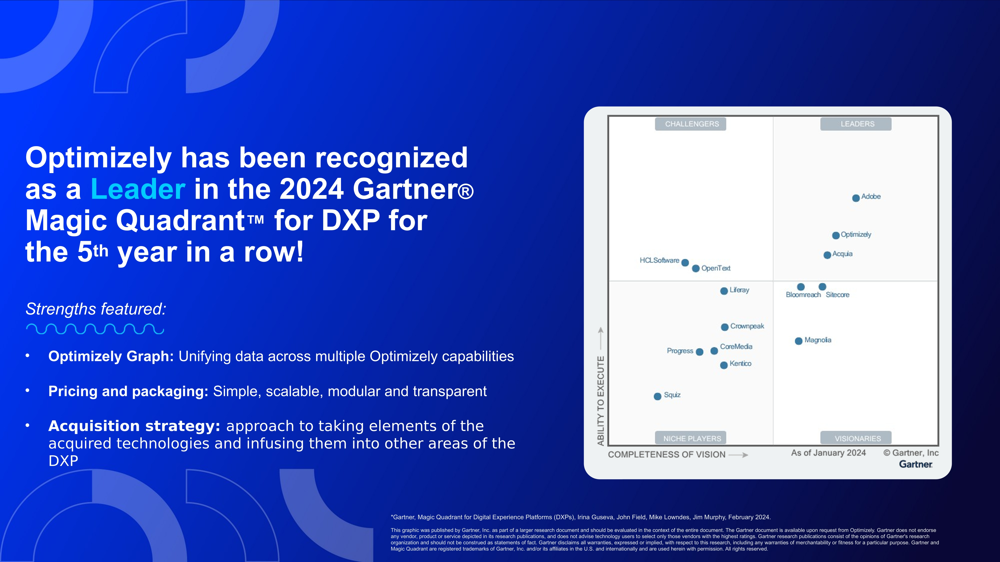 Optimizely has been recognized
as a Leader in the 2024 Gartner®
Magic Quadrant™ for DXP for
the 5th year in a row!
Strengths featured:
• Optimizely Graph: Unifying data across multiple Optimizely capabilities
• Pricing and packaging: Simple, scalable, modular and transparent
• Acquisition strategy: approach to taking elements of the
acquired technologies and infusing them into other areas of the
DXP
CHALLENGERS
LEADERS
Adobe
Optimizely
Acquia
HCLSoftware
OpenText
Liferay
Bloomreach
Sitecore
Crownpeak
Magnolia
CoreMedia
Progress
Kentico
Squiz
NICHE PLAYERS
VISIONARIES
ABILITY TO EXECUTE
COMPLETENESS OF VISION
As of January 2024
© Gartner, Inc
Gartner
*Gartner, Magic Quadrant for Digital Experience Platforms (DXPs), Irina Guseva, John Field, Mike Lowndes, Jim Murphy, February 2024.
This graphic was published by Gartner, Inc. as part of a larger research document and should be evaluated in the context of the entire document. The Gartner document is available upon request from Optimizely. Gartner does not endorse
any vendor, product or service depicted in its research publications, and does not advise technology users to select only those vendors with the highest ratings. Gartner research publications consist of the opinions of Gartner's research
organization and should not be construed as statements of fact. Gartner disclaims all warranties, expressed or implied, with respect to this research, including any warranties of merchantability or fitness for a particular purpose. Gartner and
Magic Quadrant are registered trademarks of Gartner, Inc. and/or its affiliates in the U.S. and internationally and are used herein with permission. All rights reserved.